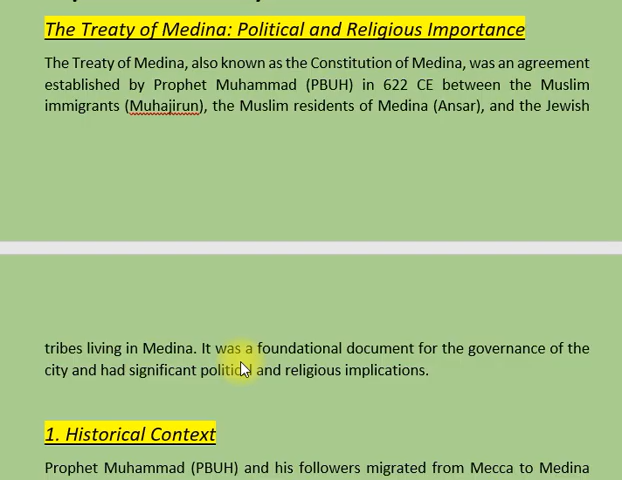 The Treaty of Medina: Political and Religious Importance
The Treaty of Medina, also known as the Constitution of Medina, was an agreement
established by Prophet Muhammad (PBUH) in 622 CE between the Muslim
immigrants (Muhajirun), the Muslim residents of Medina (Ansar), and the Jewish
tribes living in Medina. It was a foundational document for the governance of the
city and had significant political and religious implications.
1. Historical Context
Prophet Muhammad (PBUH) and his followers migrated from Mecca to Medina